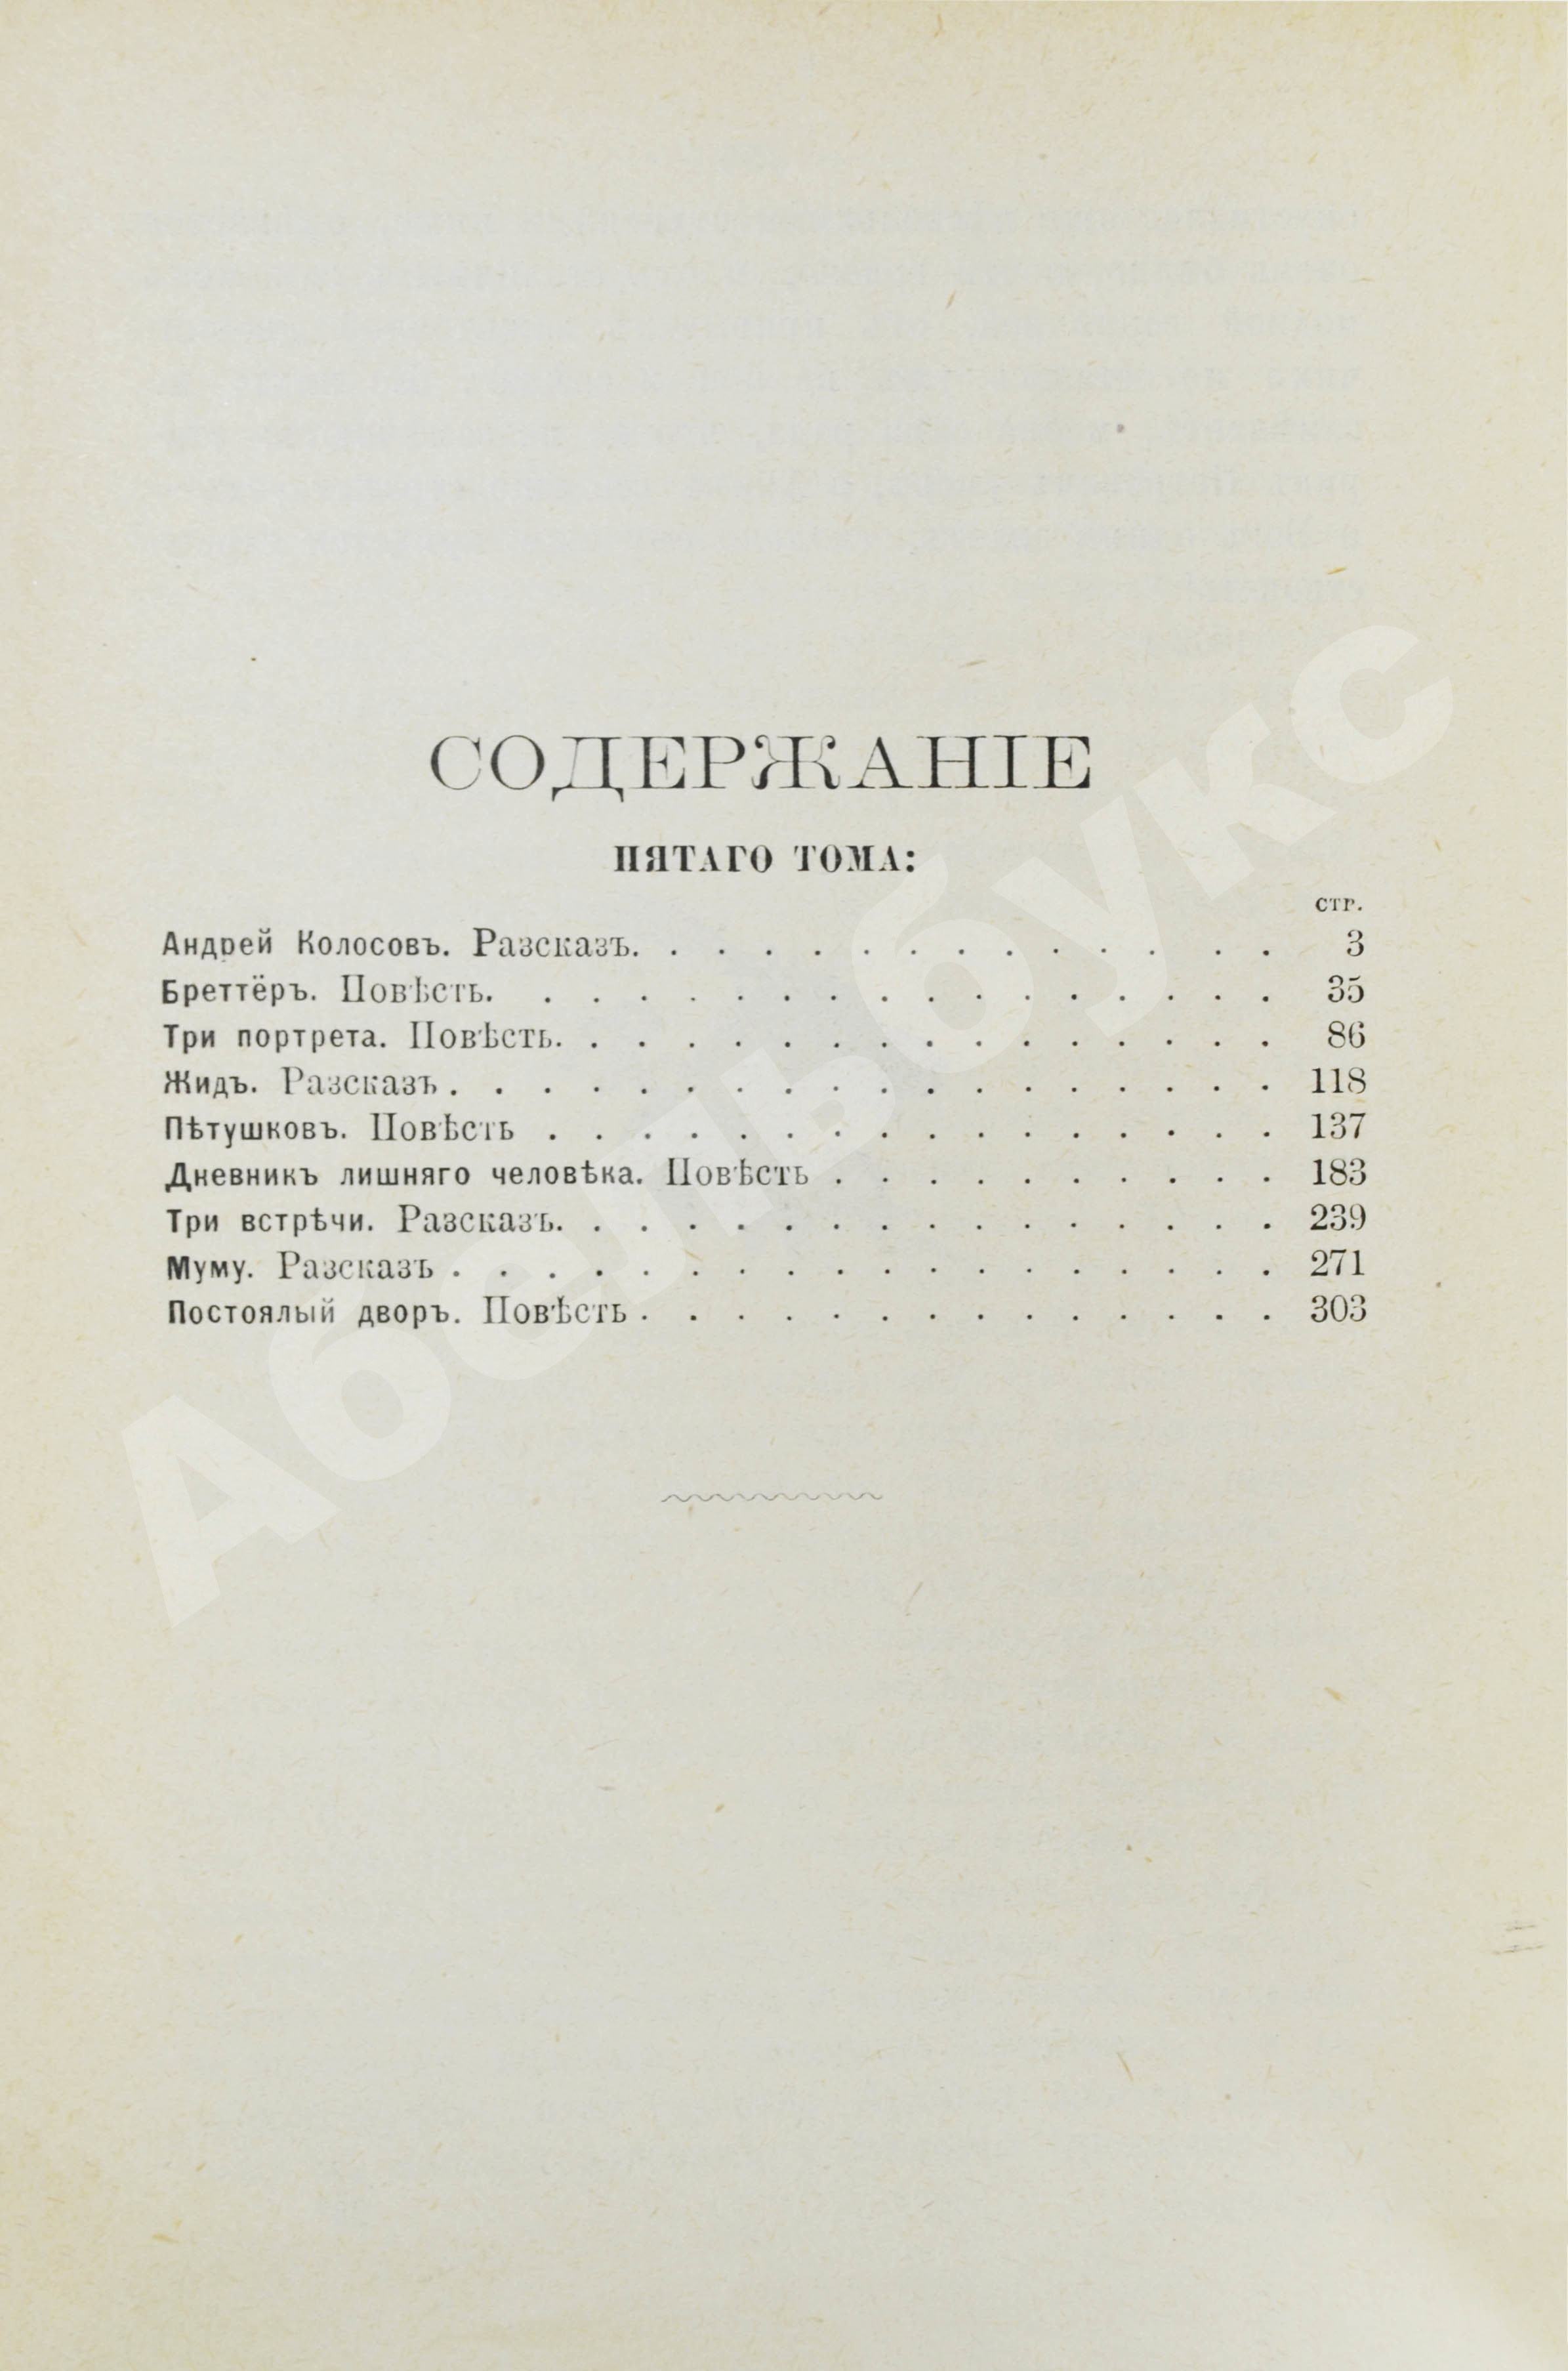 СОДЕРЖАНІЕ
ПЯТАГО ТОМА:
СТР.
Андрей Колосовъ. Разсказъ. . . . . . . . . . . . . . 3
Бреттёръ. Повѣсть. . . . . . . . . . . . . . . . . 35
Три портрета. Повѣсть. . . . . . . . . . . . . . . . 86
Жидъ. Разсказъ . . . . . . . . . . . . . . . . . . 118
Пѣтушковъ. Повѣсть . . . . . . . . . . . . . . . . 137
Дневникъ лишняго человѣка. Повѣсть . . . . . . . . . . 183
Три встрѣчи. Разсказъ. . . . . . . . . . . . . . . . 239
Муму. Разсказъ . . . . . . . . . . . . . . . . . . 271
Постоялый дворъ. Повѣсть . . . . . . . . . . . . . . 303
Абельбукс